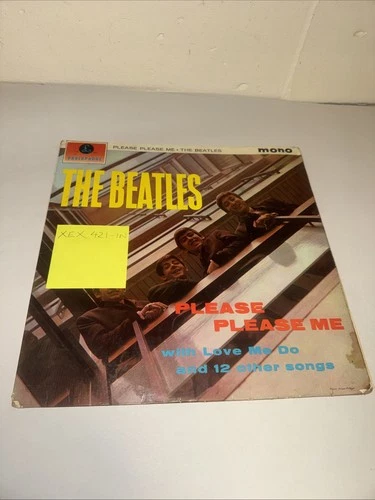 PARLOPHONE
PLEASE PLEASE ME • THE BEATLES
mono
THE BEATLES
XEX 421-
PLEASE
PLEASE ME
with Love Me Do
and 12 other songs